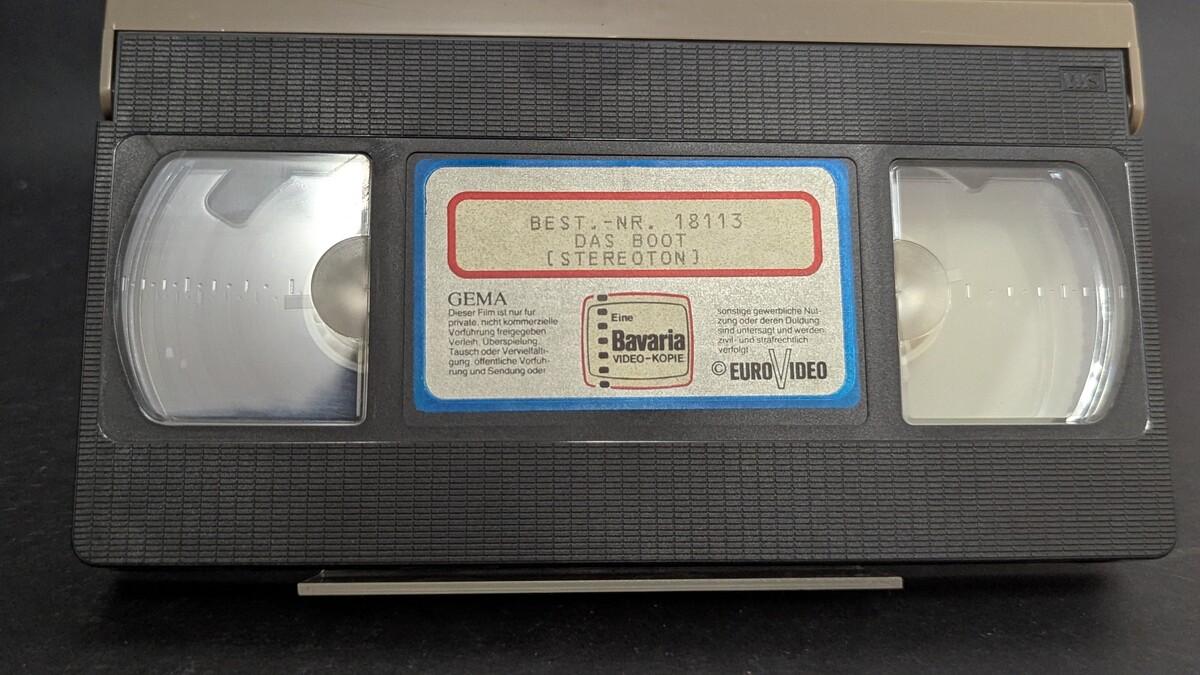 VHS
BEST.-NR. 18113
DAS BOOT
[STEREOTON]
GEMA
Dieser Film ist nur fur
private, nicht kommerzielle
Vorführung freigegeben
Verleih, Überspielung,
Tausch oder Vervielfälti-
gung, öffentliche Vorfüh-
rung und Sendung oder
Eine
Bavaria
VIDEO-KOPIE
sonstige gewerbliche Nut-
zung oder deren Duldung
sind untersagt und werden
zivil- und strafrechtlich
verfolgt
© EUROVIDEO
L